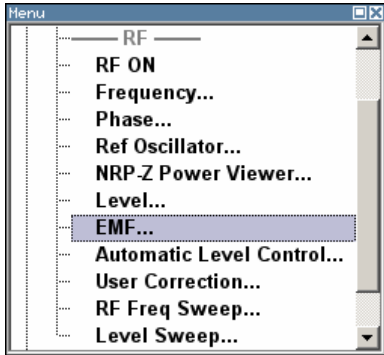 Menu
RF
RF ON
Frequency...
Phase...
Ref Oscillator...
NRP-Z Power Viewer...
Level...
EMF...
Automatic Level Control...
User Correction...
RF Freq Sweep...
Level Sweep...